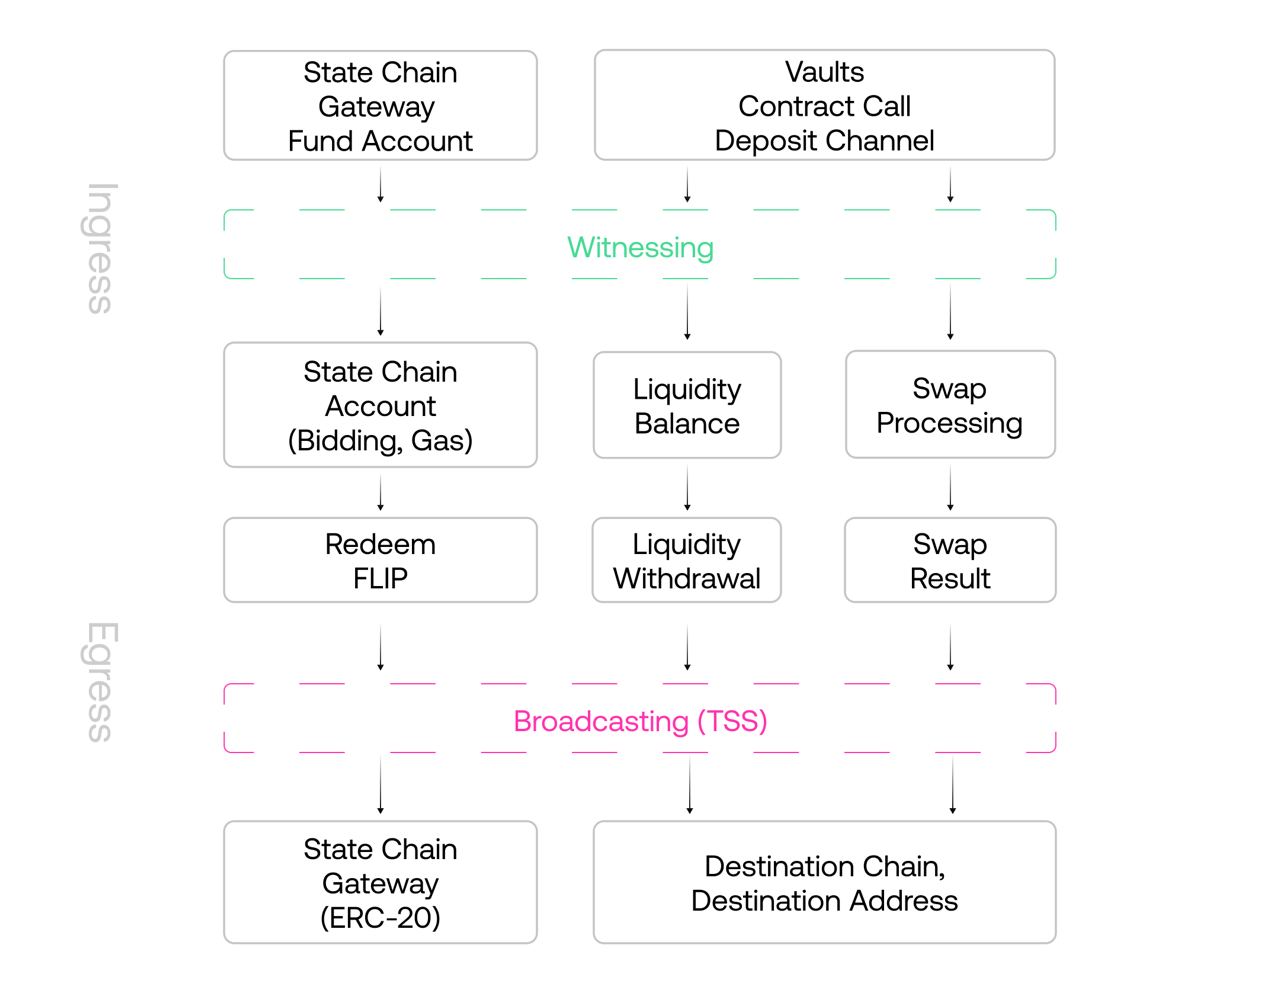 State Chain
Gateway
Fund Account
Vaults
Contract Call
Deposit Channel
Ingress
Witnessing
State Chain
Account
(Bidding, Gas)
Liquidity
Balance
Swap
Processing
Redeem
FLIP
Liquidity
Withdrawal
Swap
Result
Egress
Broadcasting (TSS)
State Chain
Gateway
(ERC-20)
Destination Chain,
Destination Address